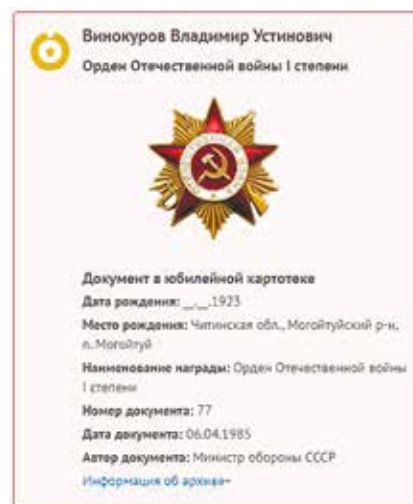 Винокуров Владимир Устинович
Орден Отечественной войны I степени
Документ в юбилейной картотеке
Дата рождения: __.__.1923
Место рождения: Читинская обл., Могойтуйский р-н,
п. Могойтуй
Наименование награды: Орден Отечественной войны
I степени
Номер документа: 77
Дата документа: 06.04.1985
Автор документа: Министр обороны СССР
Информация об архиве